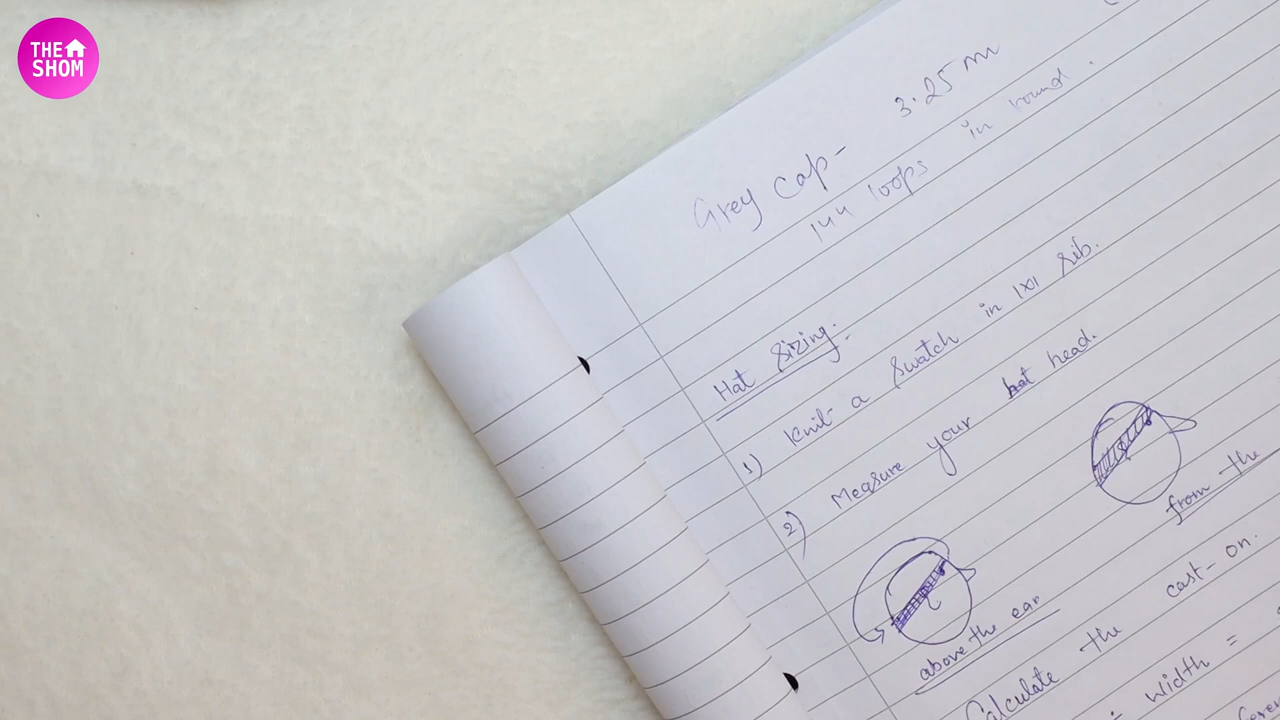 THE
SHOM
Grey Cap- 3.25 mm
144 loops in round.
Hat Sizing:
1) Knit a swatch in 1x1 rib.
2) Measure your head.
above the ear
from the
Calculate the cast-on.
width =